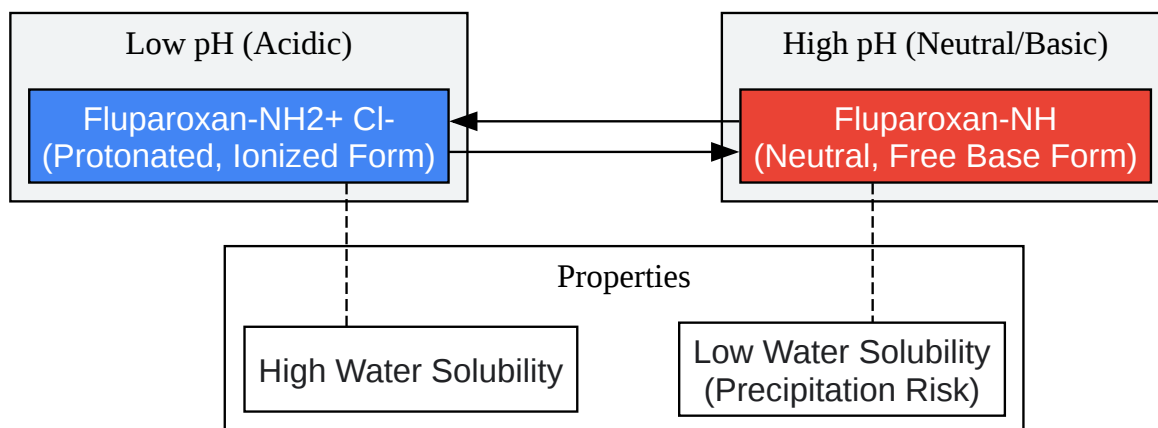 Low pH (Acidic)
Fluparoxan-NH2+ Cl-
(Protonated, Ionized Form)
High pH (Neutral/Basic)
Fluparoxan-NH
(Neutral, Free Base Form)
Properties
High Water Solubility
Low Water Solubility
(Precipitation Risk)